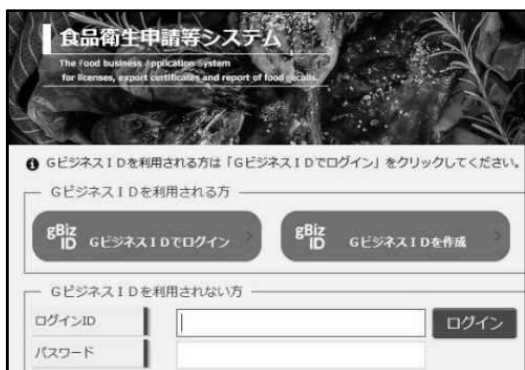 食品衛生申請等システム
The Food business Application System
for licenses, export certificates and report of food recalls.
GビジネスIDを利用される方は「GビジネスIDでログイン」をクリックしてください。
GビジネスIDを利用される方
gBiz ID GビジネスIDでログイン
gBiz ID GビジネスIDを作成
GビジネスIDを利用されない方
ログインID
ログイン
パスワード